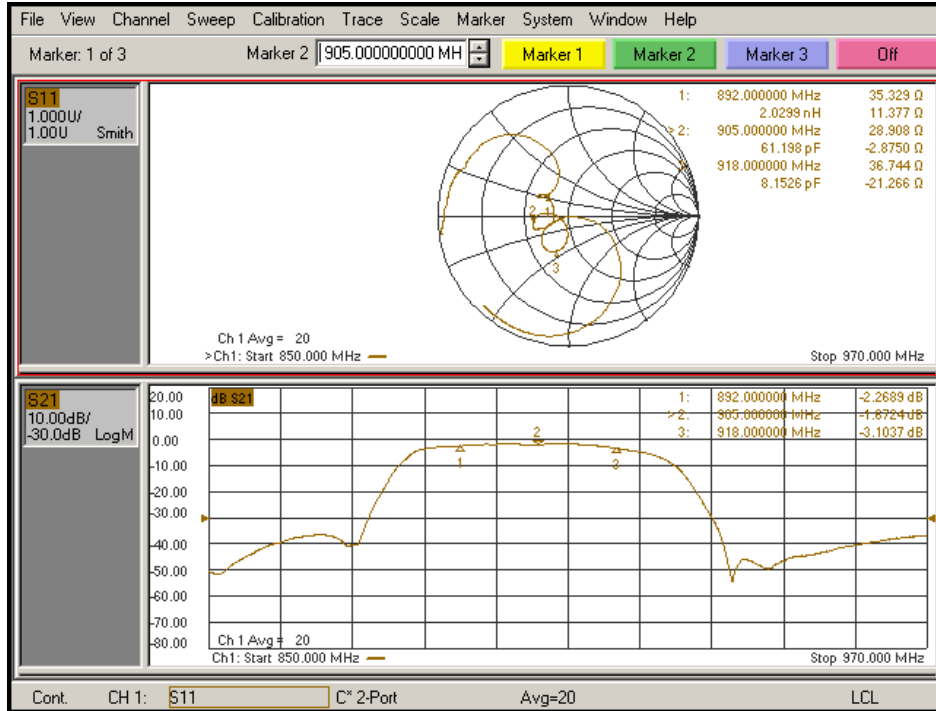 File View Channel Sweep Calibration Trace Scale Marker System Window Help
Marker: 1 of 3 Marker 2 905.000000000 MH Marker 1 Marker 2 Marker 3 Off
S11
1.000U/
1.00U Smith
1: 892.000000 MHz 35.329 Ω
2.0299 nH 11.377 Ω
> 2: 905.000000 MHz 28.908 Ω
61.198 pF -2.8750 Ω
918.000000 MHz 36.744 Ω
8.1526 pF -21.266 Ω
2 1
3
Ch 1 Avg = 20
>Ch1: Start 850.000 MHz Stop 970.000 MHz
S21
10.00dB/
-30.0dB LogM
dB S21
1: 892.000000 MHz -2.2689 dB
>2: 905.000000 MHz -1.6724 dB
3: 918.000000 MHz -3.1037 dB
20.00
10.00
0.00
-10.00
-20.00
-30.00
-40.00
-50.00
-60.00
-70.00
-80.00
1
2
3
Ch 1 Avg = 20
Ch1: Start 850.000 MHz Stop 970.000 MHz
Cont. CH 1: S11 C* 2-Port Avg=20 LCL